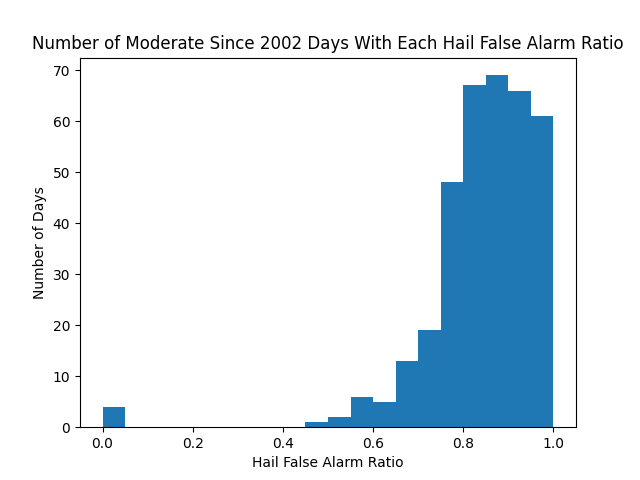 Number of Moderate Since 2002 Days With Each Hail False Alarm Ratio
70
60
50
40
30
20
10
0
Number of Days
0.0 0.2 0.4 0.6 0.8 1.0
Hail False Alarm Ratio